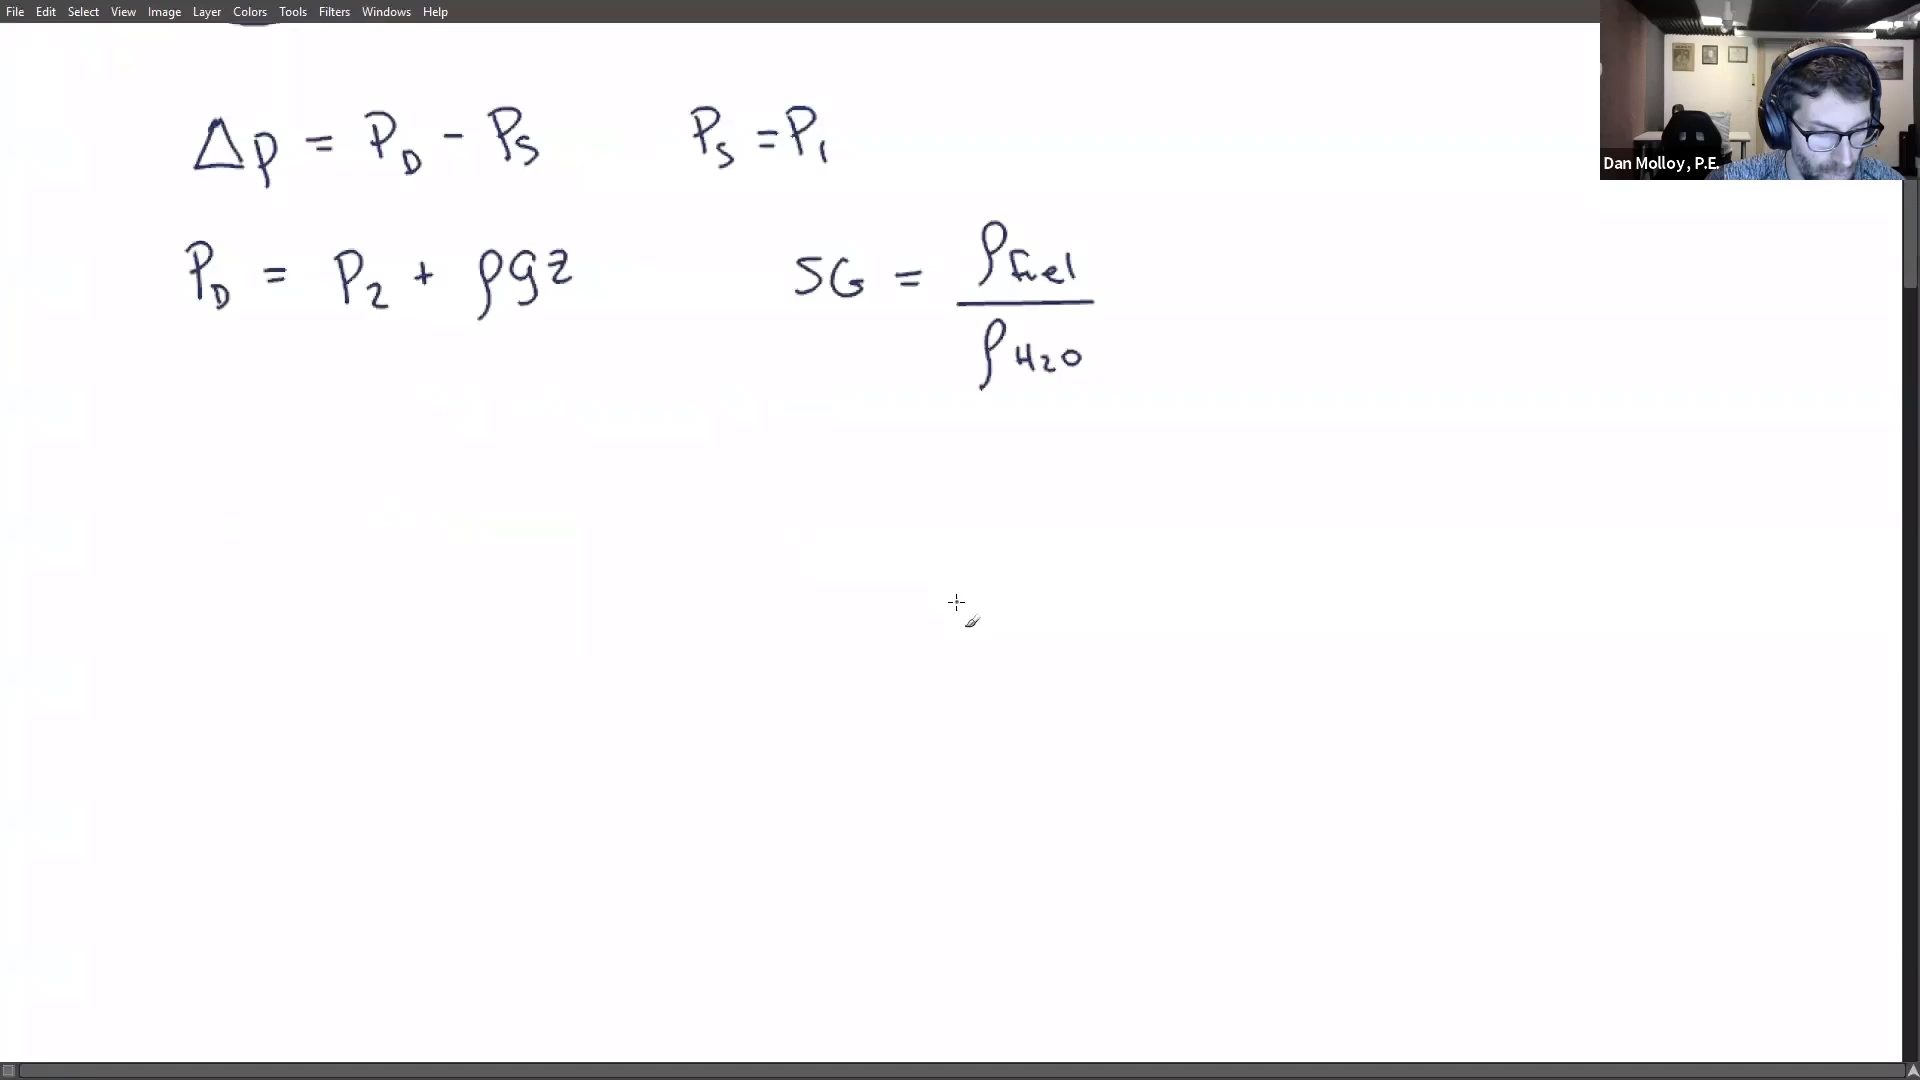 File Edit Select View Image Layer Colors Tools Filters Windows Help
Dan Molloy, P.E.
Δp = P_D - P_S    P_S = P_1
P_D = P_2 + ρgz    SG = ρ_Fuel / ρ_H2O